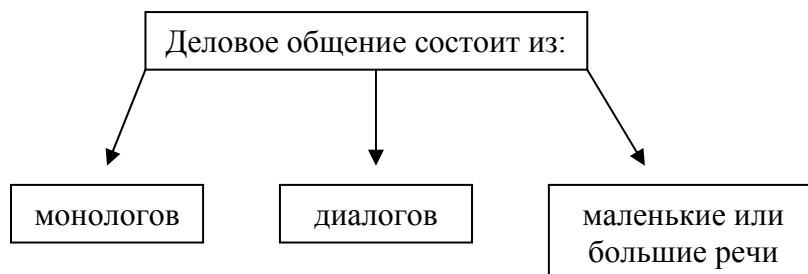 Деловое общение состоит из:
монологов
диалогов
маленькие или
большие речи